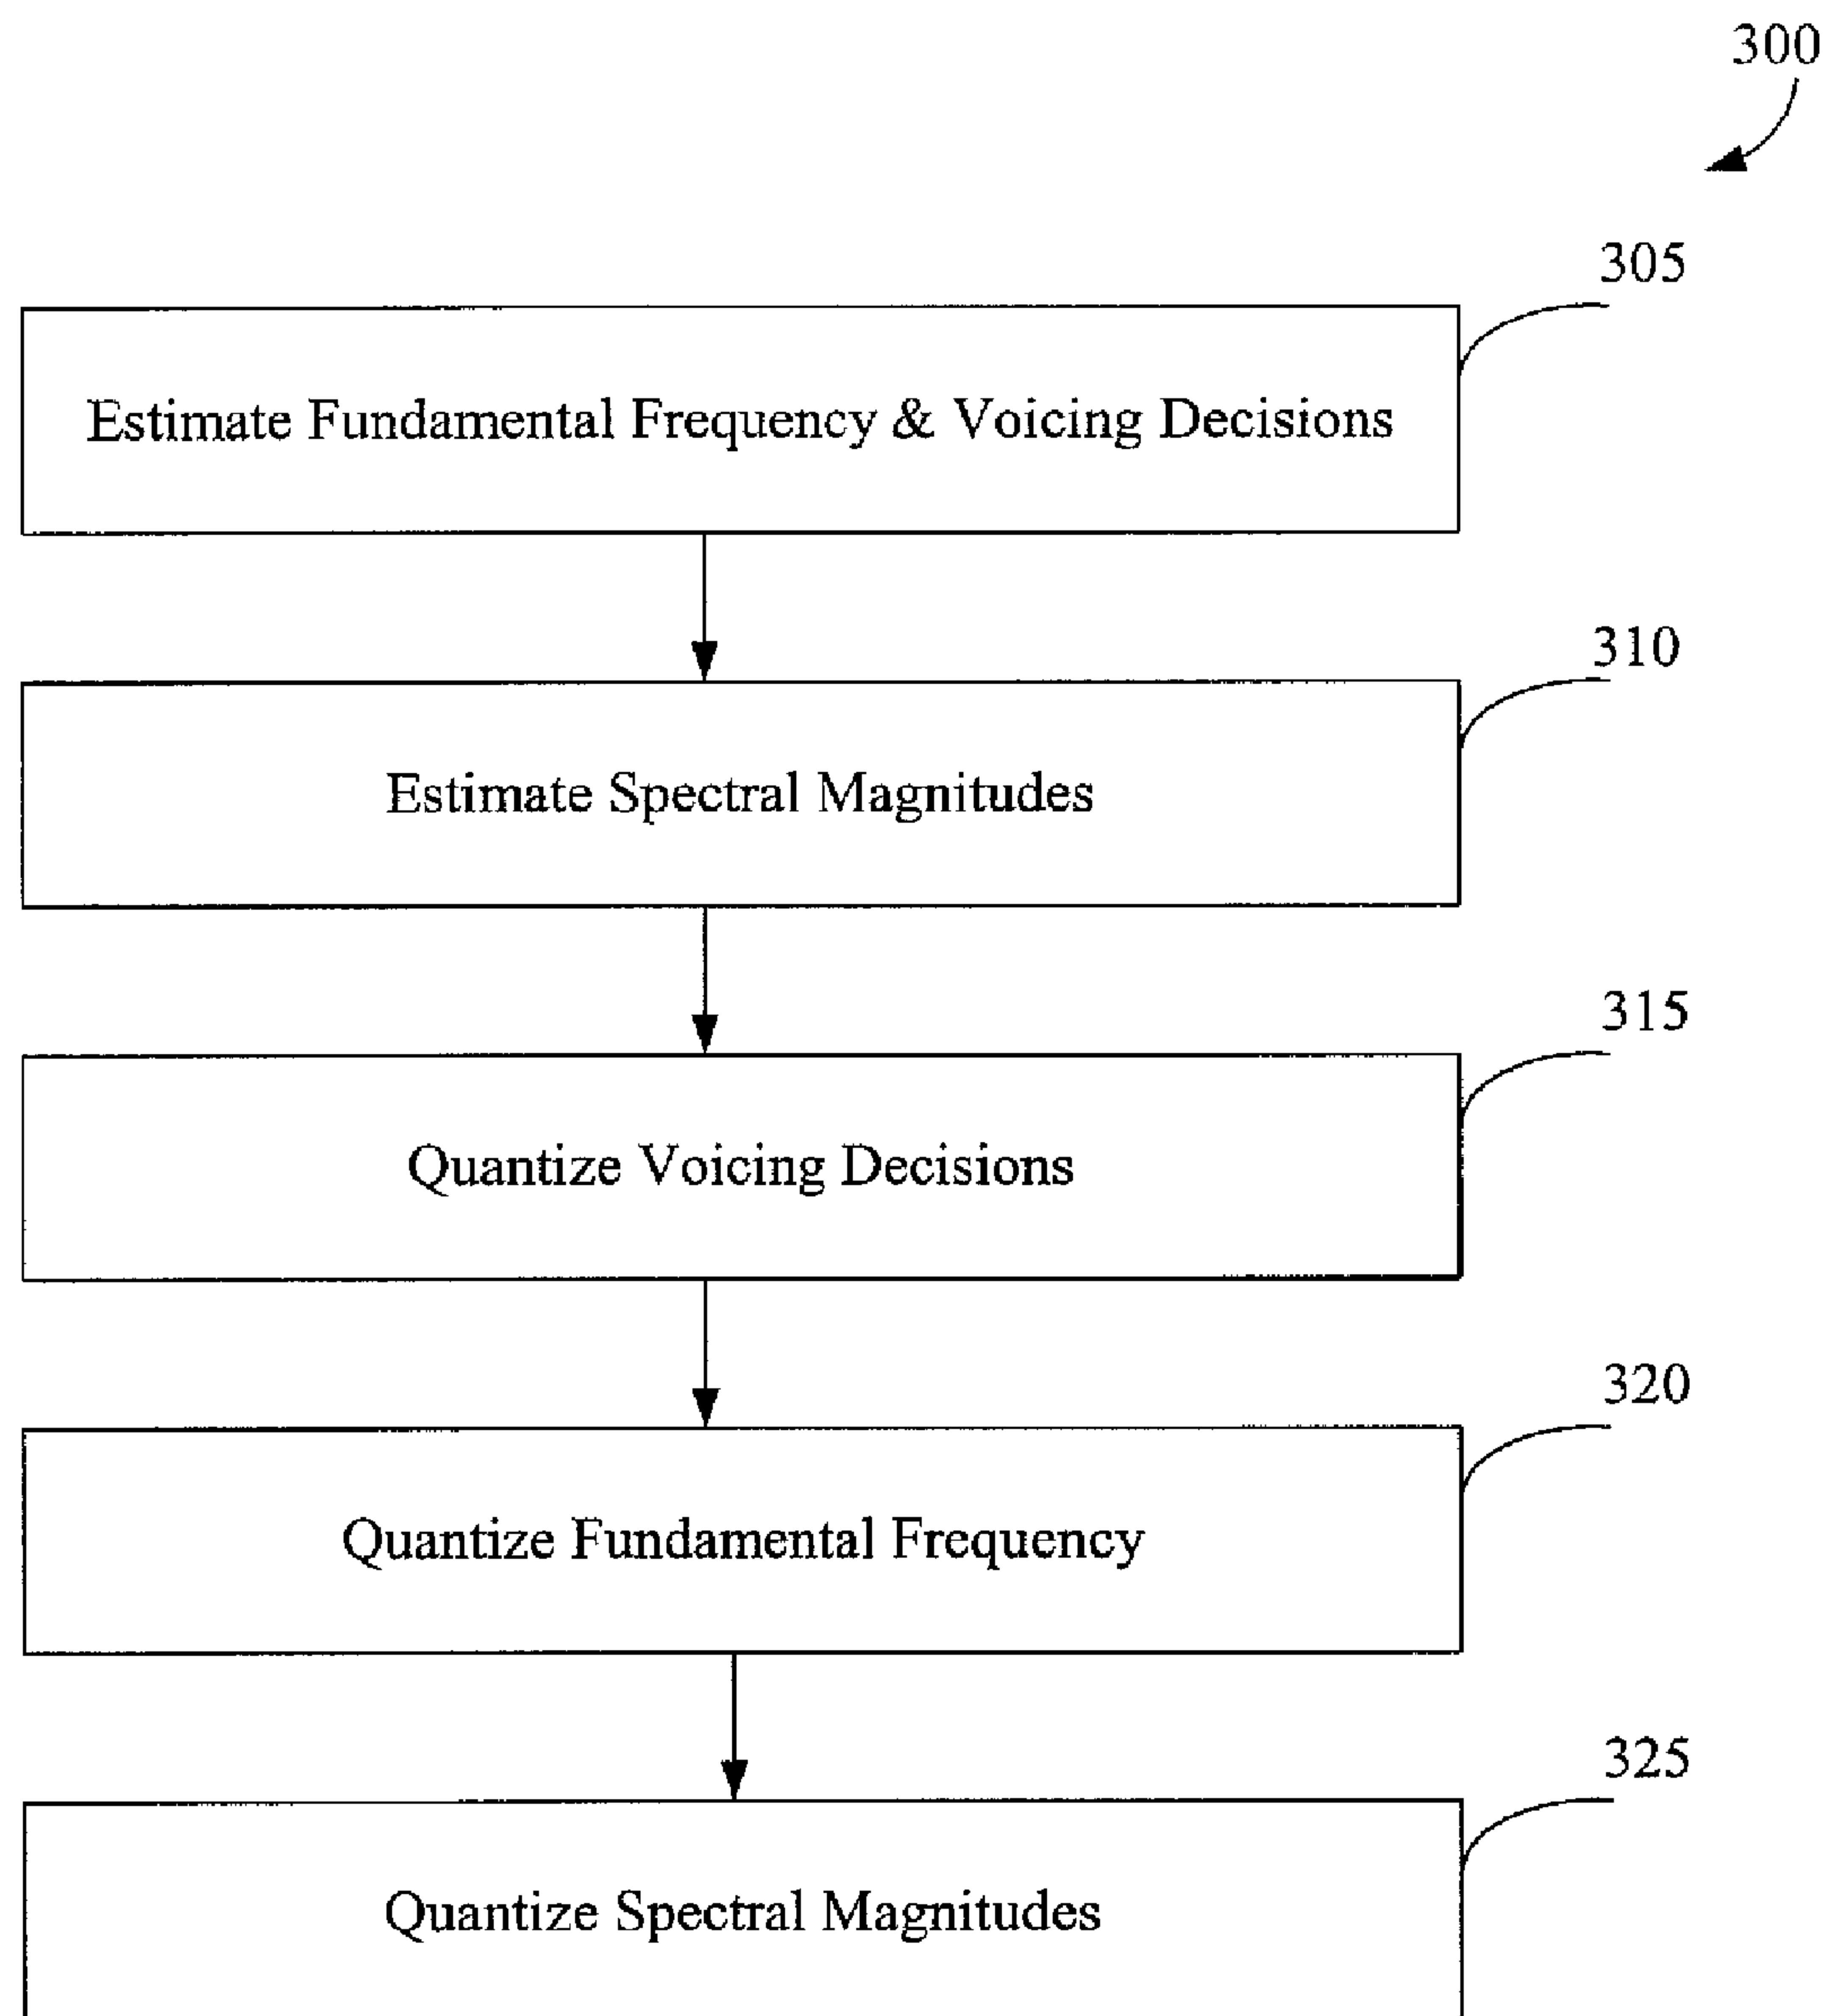 300
305
Estimate Fundamental Frequency & Voicing Decisions
310
Estimate Spectral Magnitudes
315
Quantize Voicing Decisions
320
Quantize Fundamental Frequency
325
Quantize Spectral Magnitudes